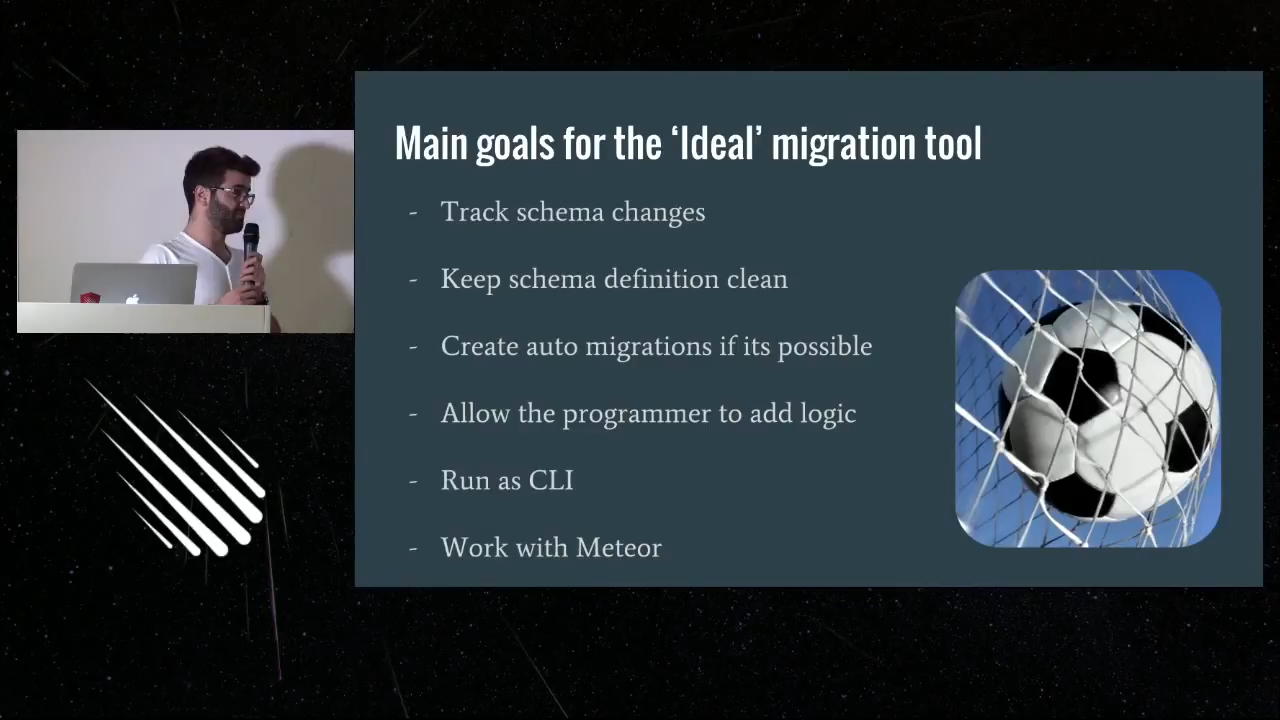 Main goals for the ‘Ideal’ migration tool
- Track schema changes
- Keep schema definition clean
- Create auto migrations if its possible
- Allow the programmer to add logic
- Run as CLI
- Work with Meteor